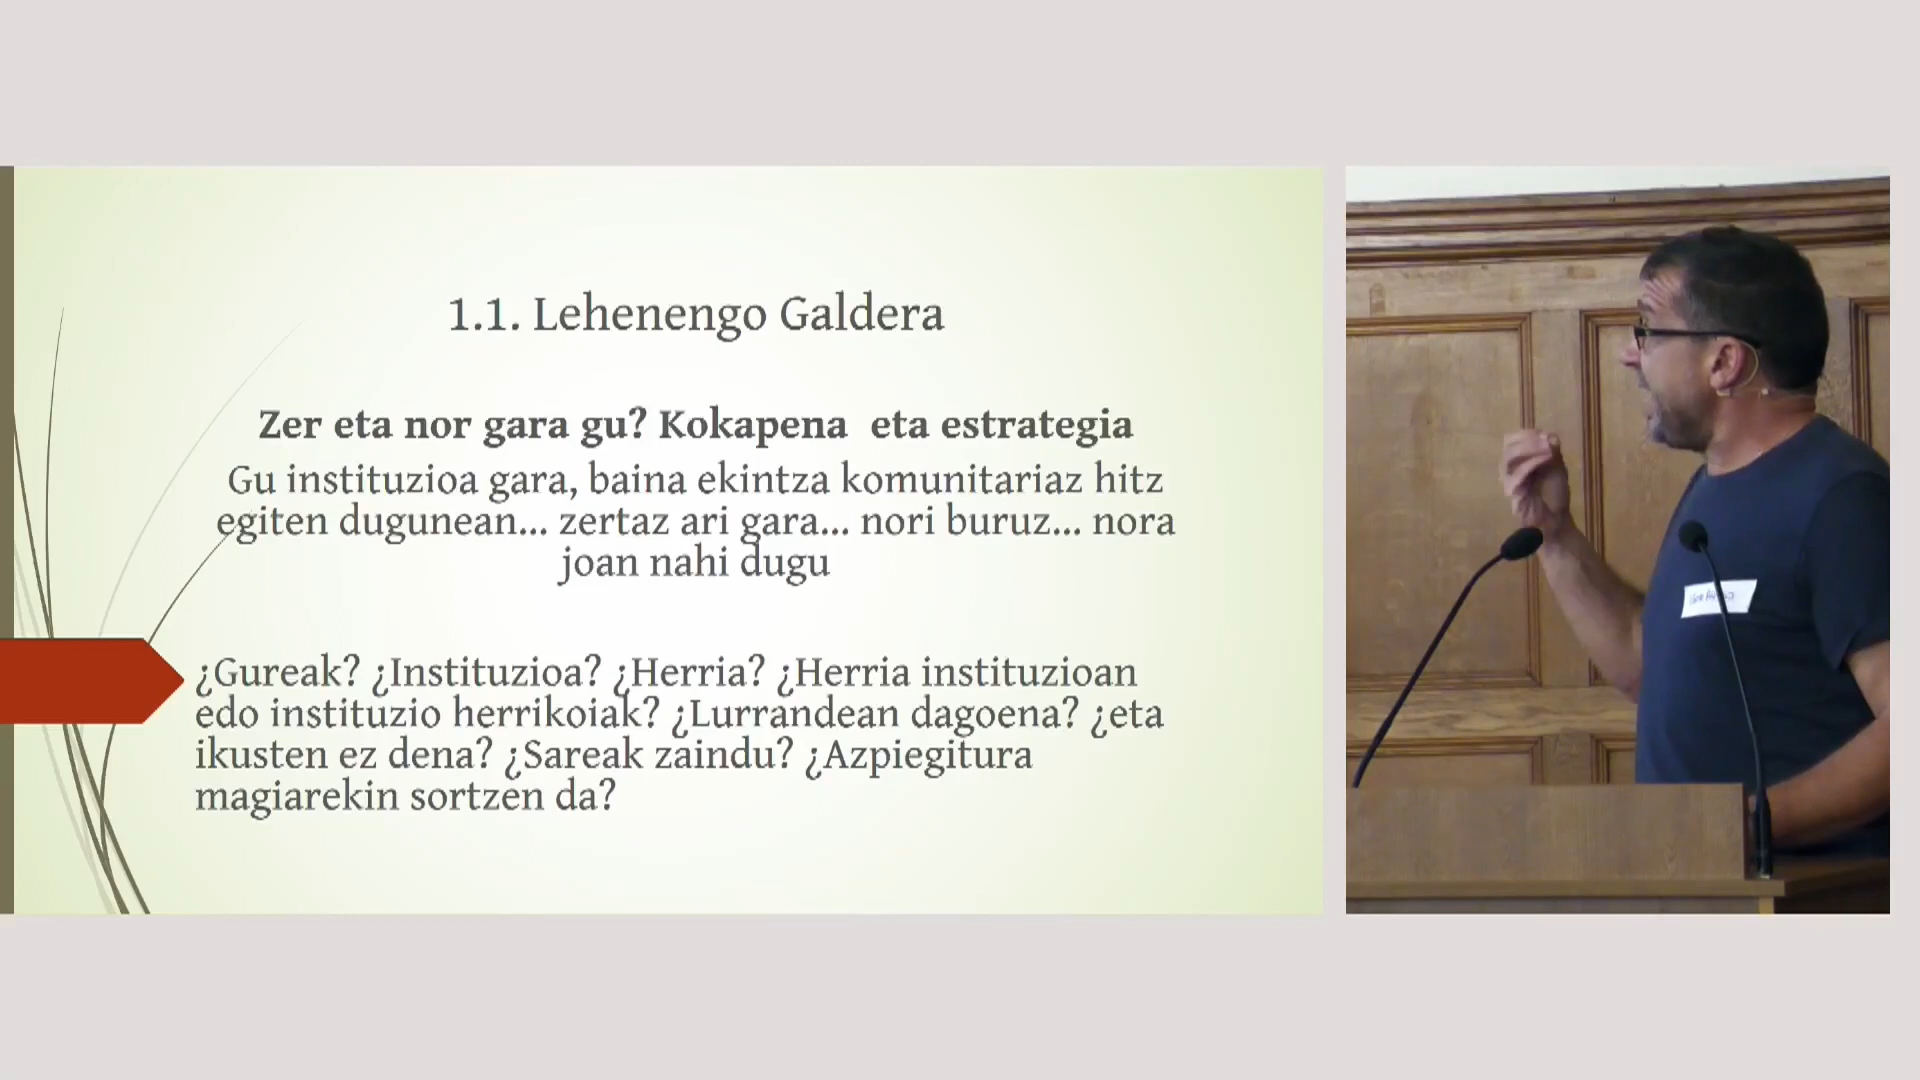 1.1. Lehenengo Galdera
Zer eta nor gara gu? Kokapena eta estrategia
Gu instituzioa gara, baina ekintza komunitariaz hitz
egiten dugunean... zertaz ari gara... nori buruz... nora
joan nahi dugu
¿Gureak? ¿Instituzioa? ¿Herria? ¿Herria instituzioan
edo instituzio herrikoiak? ¿Lurrandean dagoena? ¿eta
ikusten ez dena? ¿Sareak zaindu? ¿Azpiegitura
magiarekin sortzen da?